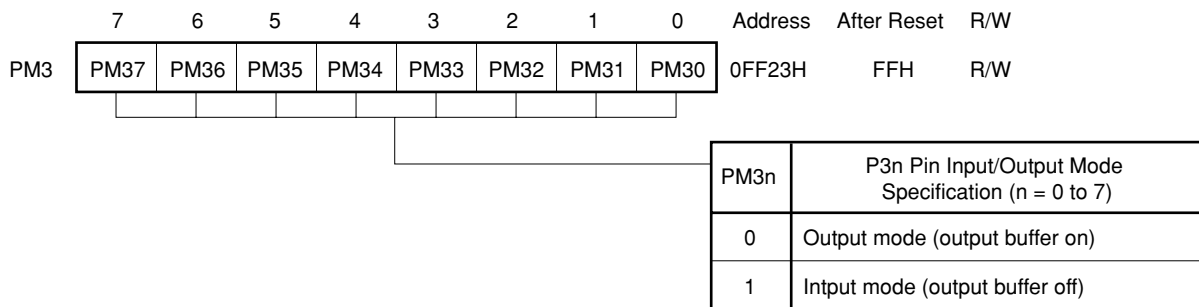 7 6 5 4 3 2 1 0 Address After Reset R/W
PM3 PM37 PM36 PM35 PM34 PM33 PM32 PM31 PM30 0FF23H FFH R/W
PM3n P3n Pin Input/Output Mode
Specification (n = 0 to 7)
0 Output mode (output buffer on)
1 Intput mode (output buffer off)